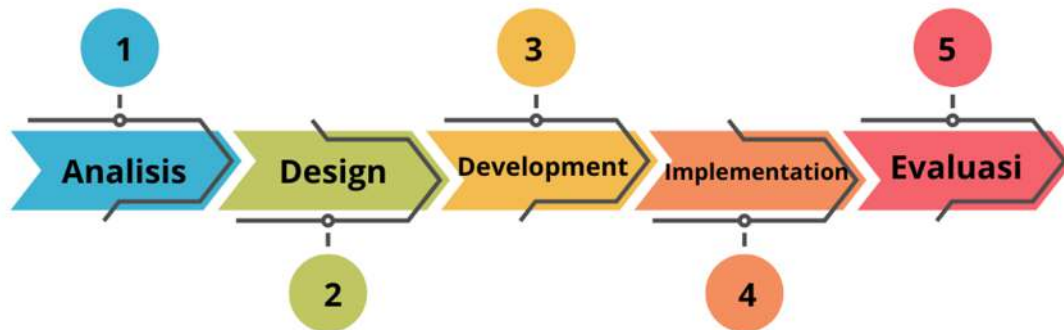 1
Analisis
2
Design
3
Development
4
Implementation
5
Evaluasi